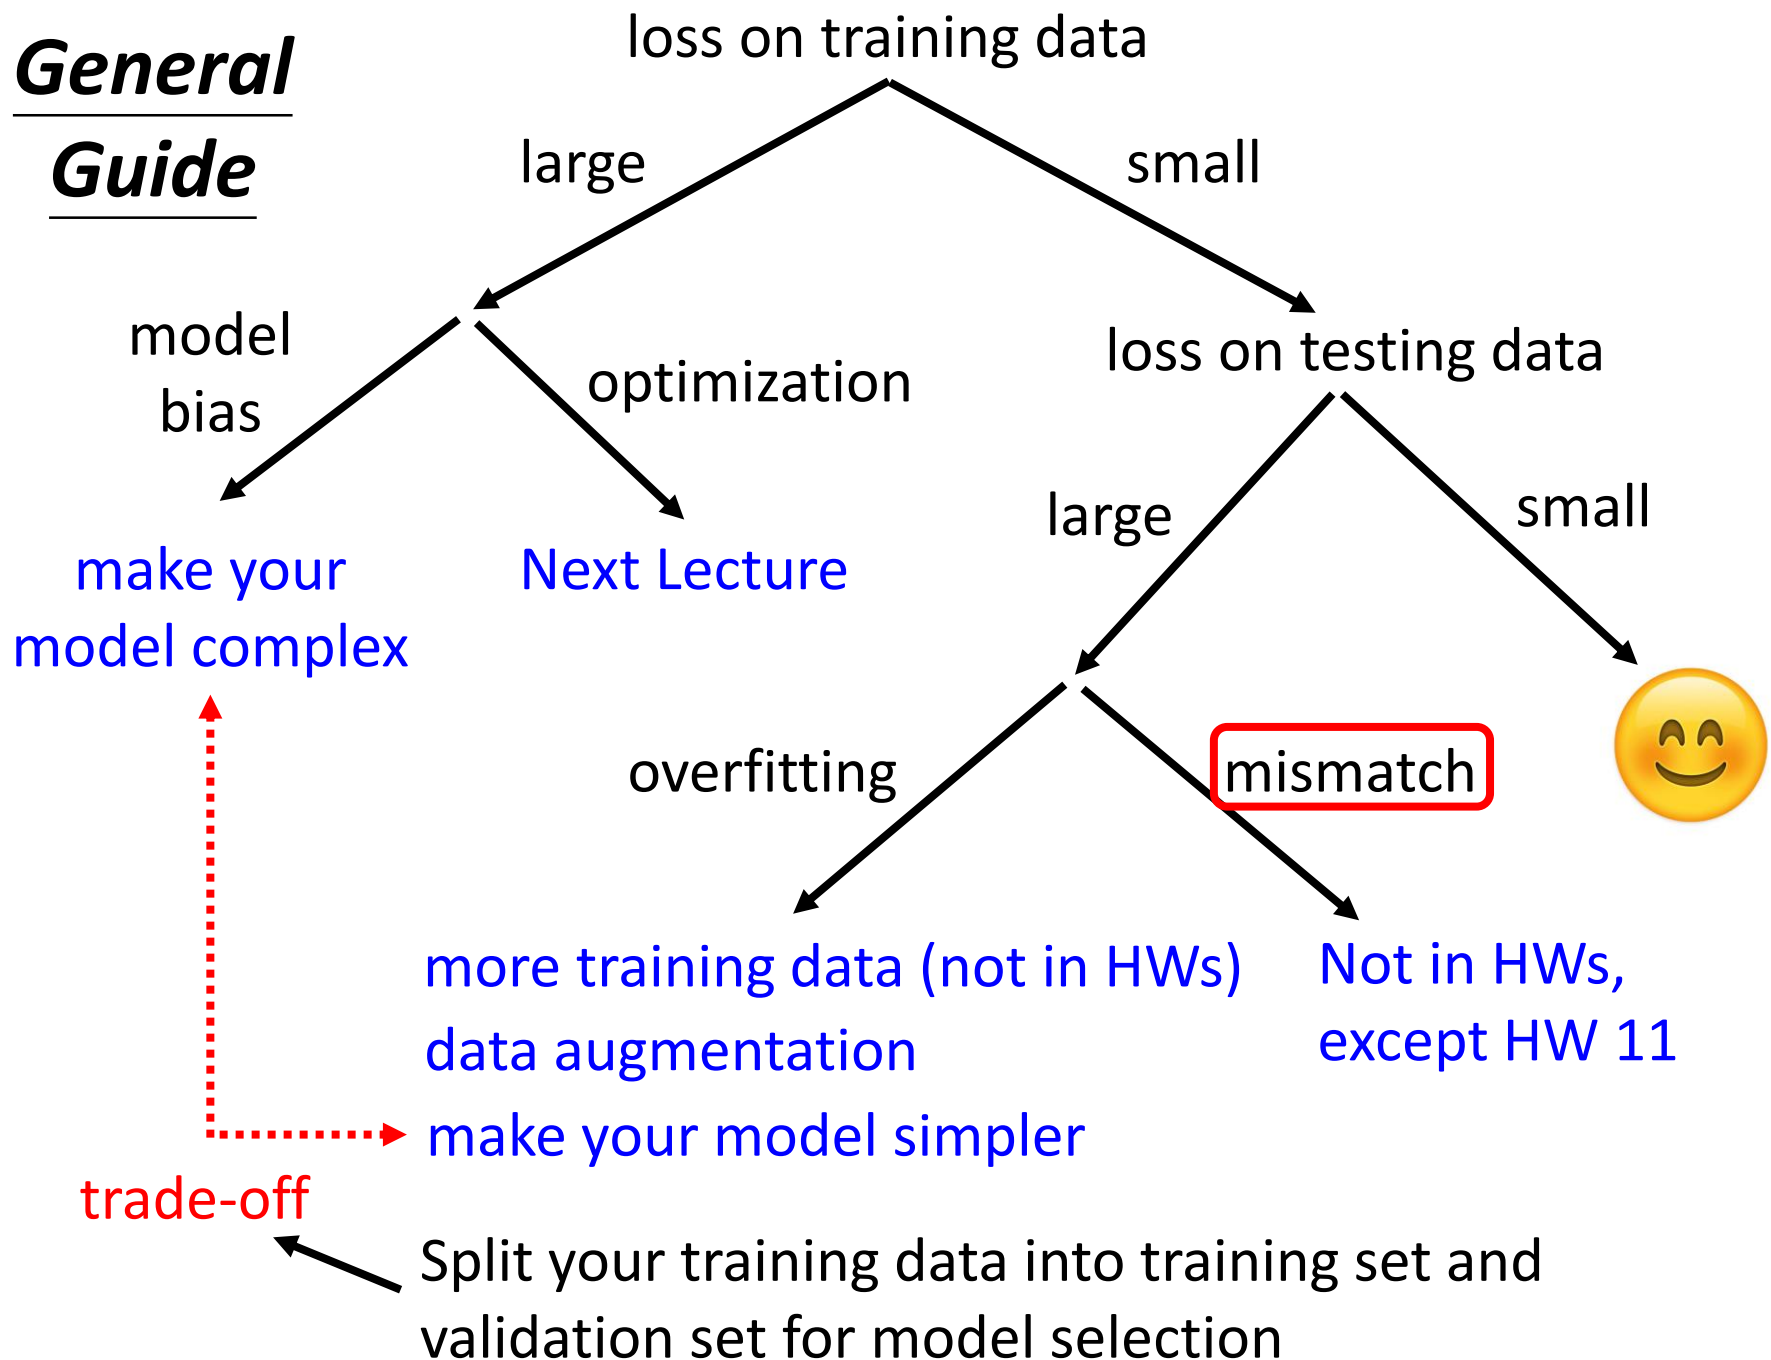 General
Guide
loss on training data
large
small
model
bias
optimization
loss on testing data
make your
model complex
Next Lecture
large
small
overfitting
mismatch
more training data (not in HWs)
data augmentation
make your model simpler
Not in HWs,
except HW 11
trade-off
Split your training data into training set and
validation set for model selection